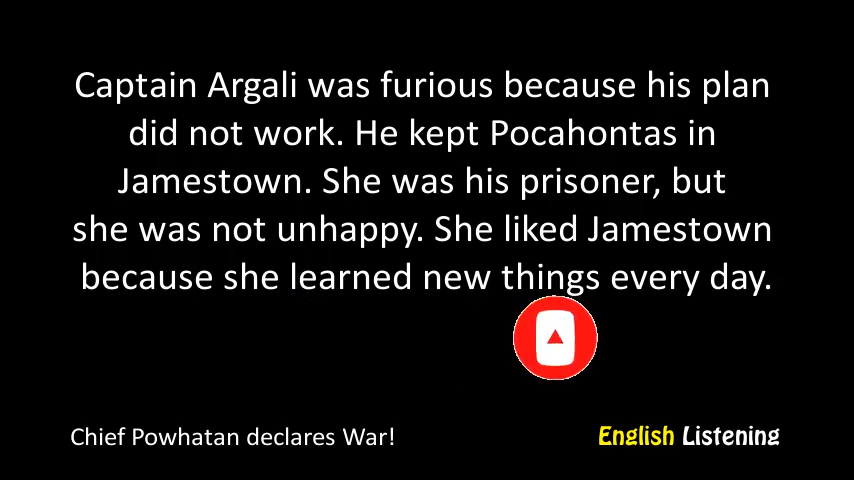 Captain Argali was furious because his plan
did not work. He kept Pocahontas in
Jamestown. She was his prisoner, but
she was not unhappy. She liked Jamestown
because she learned new things every day.
Chief Powhatan declares War!
English Listening